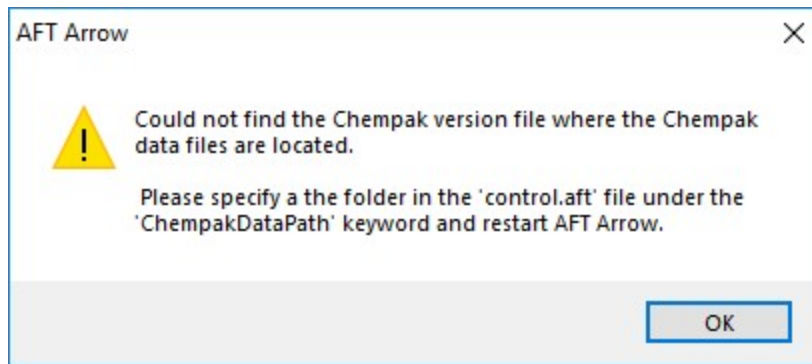 AFT Arrow
Could not find the Chempak version file where the Chempak
data files are located.
Please specify a the folder in the 'control.aft' file under the
'ChempakDataPath' keyword and restart AFT Arrow.
OK